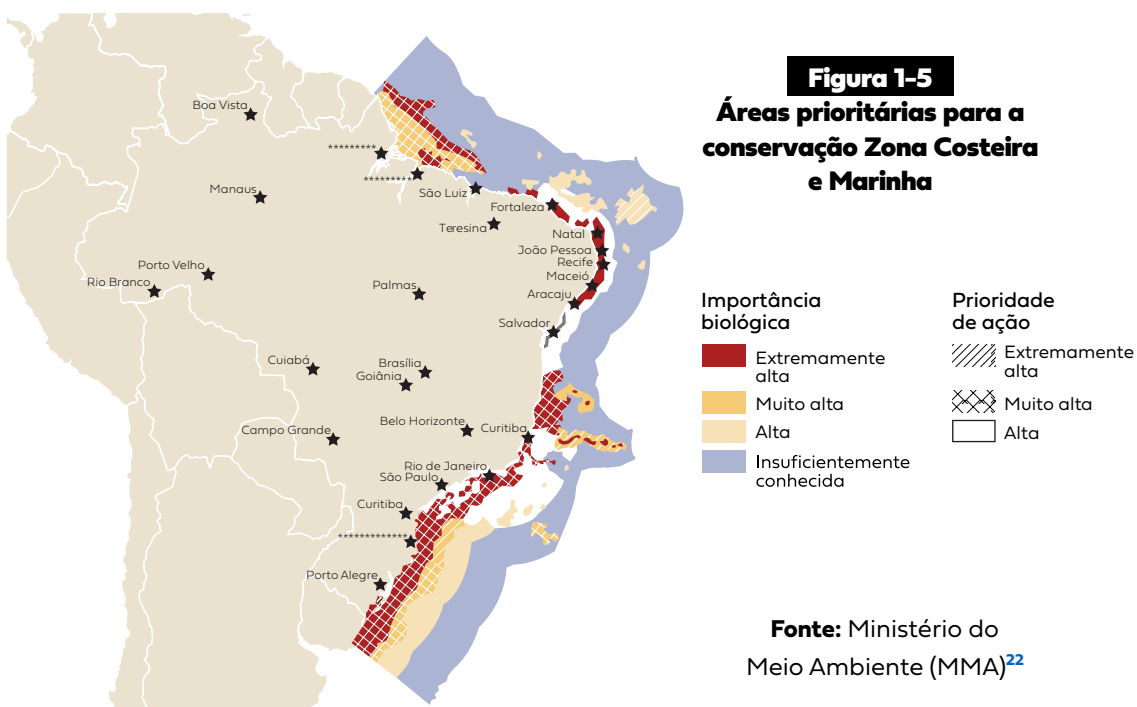 Figura 1-5
Áreas prioritárias para a
conservação Zona Costeira
e Marinha
Boa Vista
*********
*********
São Luiz
Manaus
Fortaleza
Teresina
Natal
João Pessoa
Recife
Maceió
Porto Velho
Rio Branco
Palmas
Aracaju
Salvador
Cuiabá
Brasília
Goiânia
Belo Horizonte
Campo Grande
Curitiba
Rio de Janeiro
São Paulo
Curitiba
*************
Porto Alegre
Importância
biológica
Extremamente
alta
Muito alta
Alta
Insuficientemente
conhecida
Prioridade
de ação
Extremamente
alta
Muito alta
Alta
Fonte: Ministério do
Meio Ambiente (MMA)22